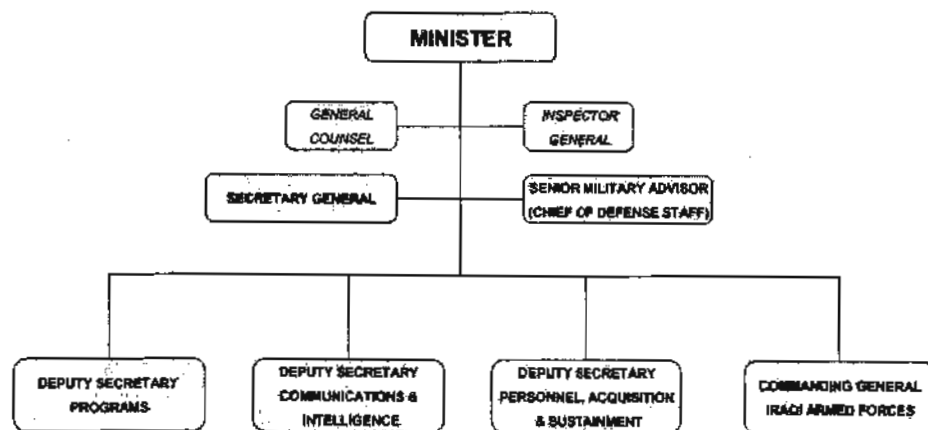 MINISTER
GENERAL
COUNSEL
INSPECTOR
GENERAL
SECRETARY GENERAL
SENIOR MILITARY ADVISOR
(CHIEF OF DEFENSE STAFF)
DEPUTY SECRETARY
PROGRAMS
DEPUTY SECRETARY
COMMUNICATIONS &
INTELLIGENCE
DEPUTY SECRETARY
PERSONNEL, ACQUISITION
& SUSTAINMENT
COMMANDING GENERAL
IRAQI ARMED FORCES